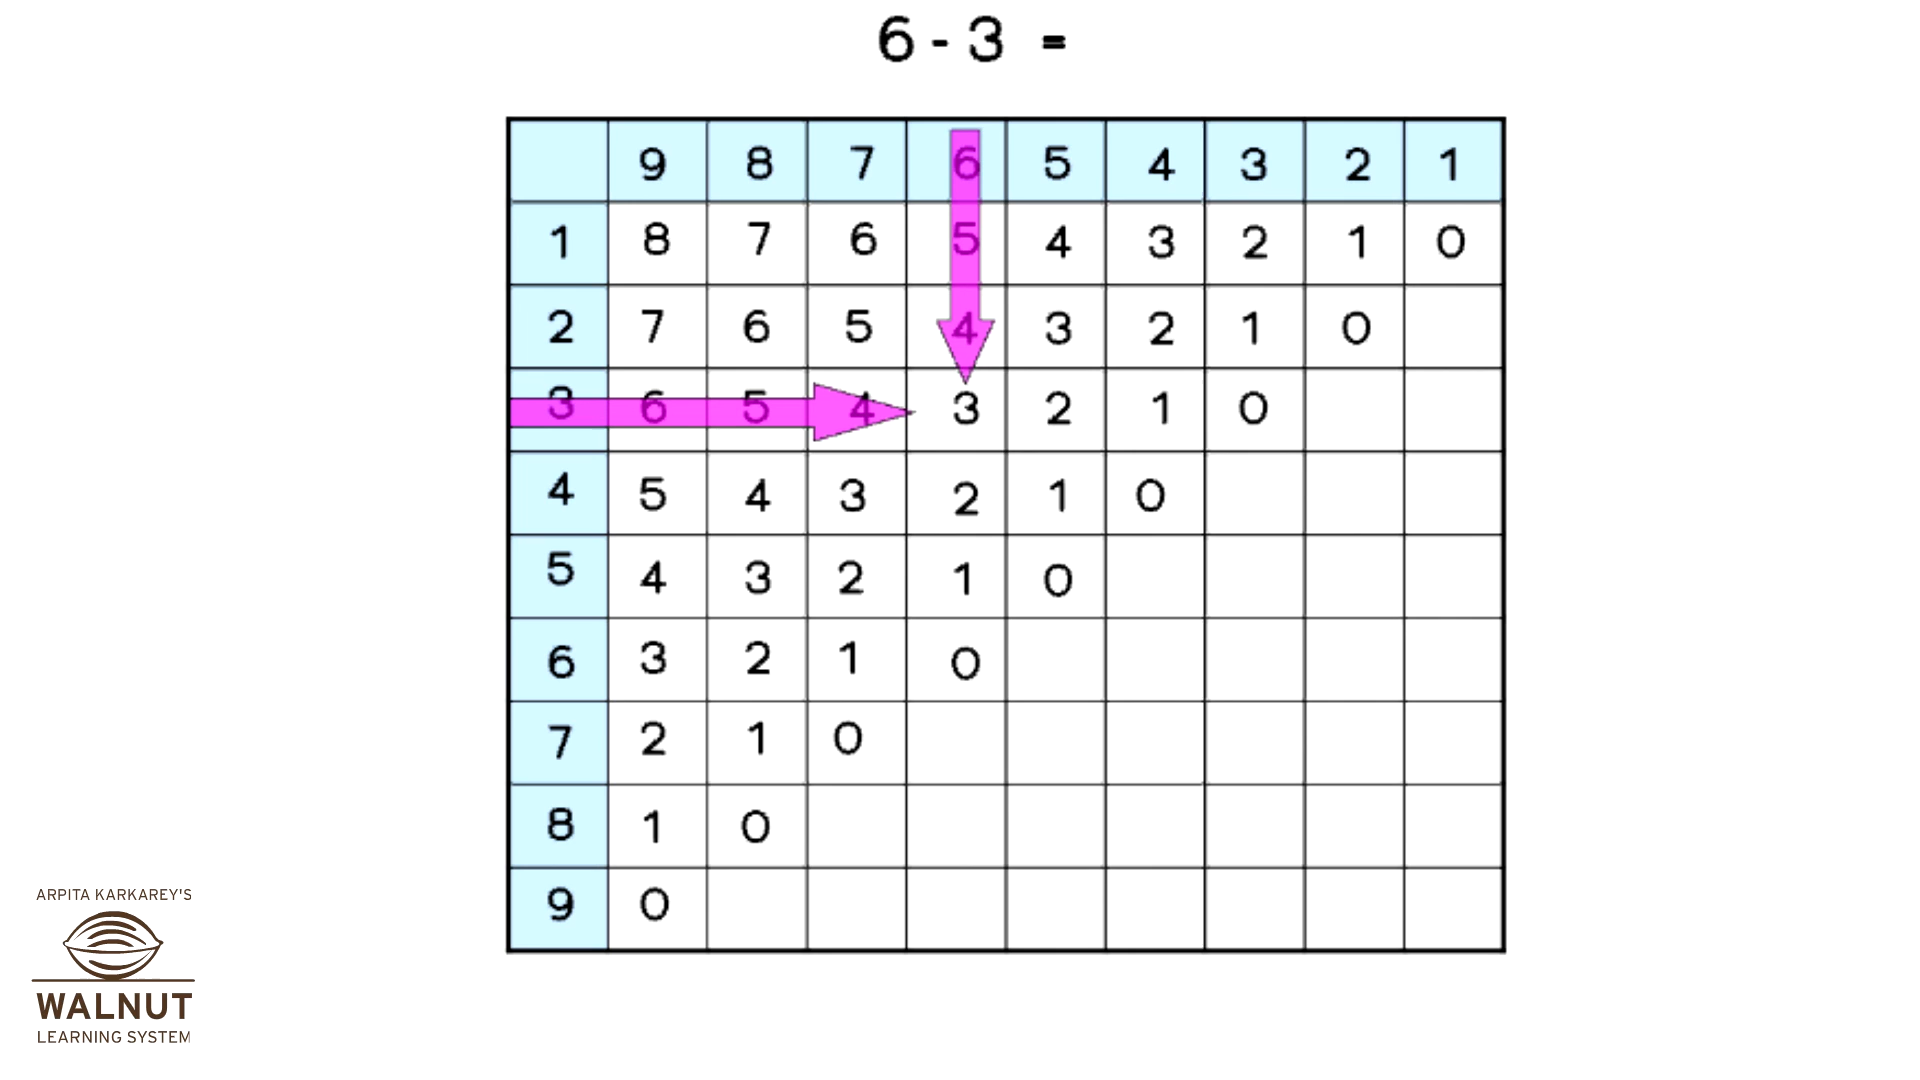 6 - 3 =
9 8 7 6 5 4 3 2 1
1 8 7 6 5 4 3 2 1 0
2 7 6 5 4 3 2 1 0
3 6 5 4 3 2 1 0
4 5 4 3 2 1 0
5 4 3 2 1 0
6 3 2 1 0
7 2 1 0
8 1 0
9 0
ARPITA KARKAREY'S
WALNUT
LEARNING SYSTEM